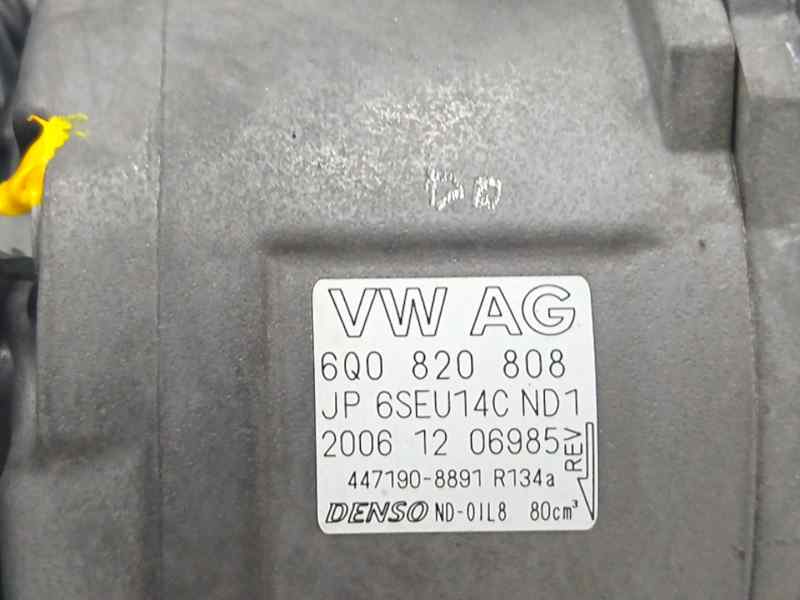 VW AG
6Q0 820 808
JP 6SEU14C ND1
2006 12 06985
REV
447190-8891 R134a
DENSO ND-OIL8 80cm³